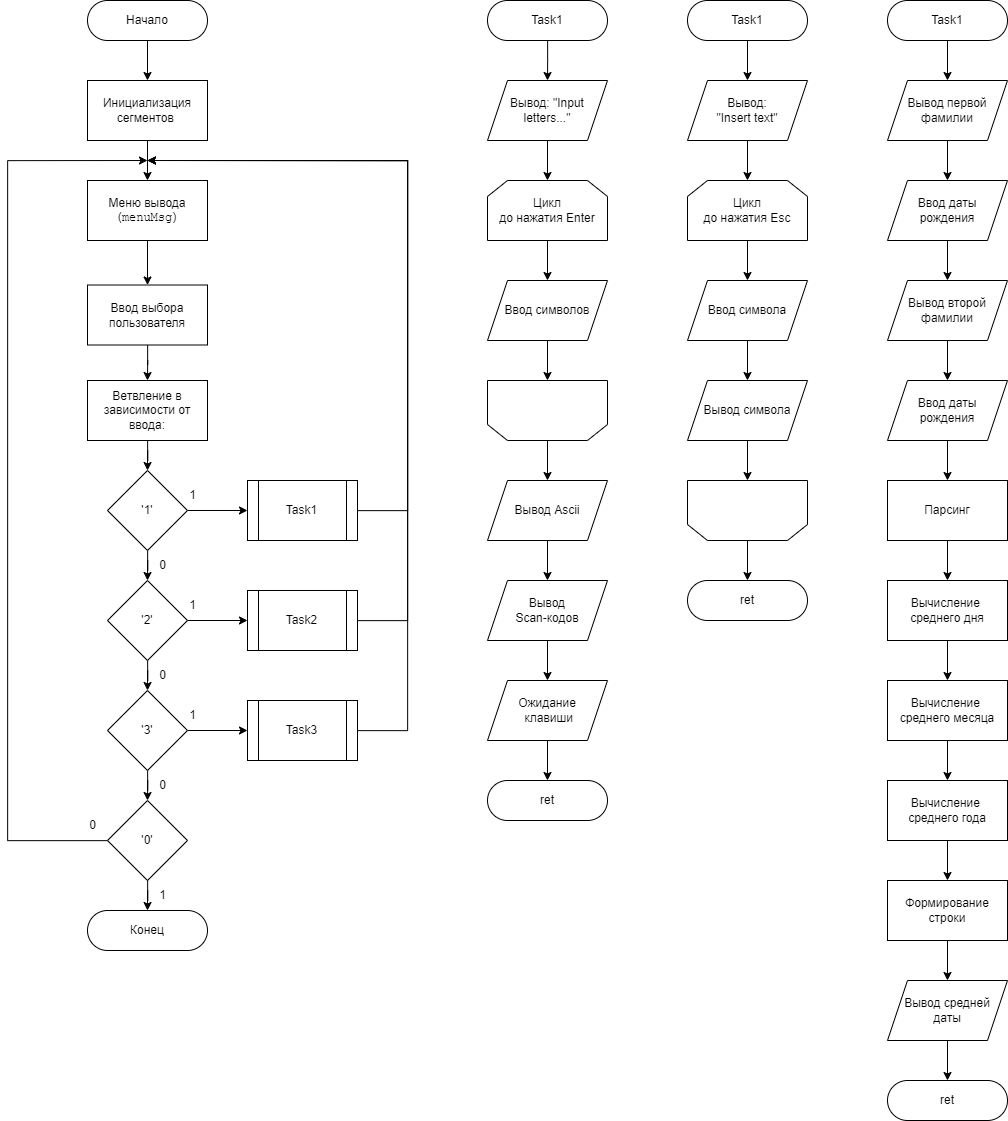 Начало
Инициализация
сегментов
Меню вывода
(menuMsg)
Ввод выбора
пользователя
Ветвление в
зависимости от
ввода:
'1'
1
Task1
0
'2'
1
Task2
0
'3'
1
Task3
0
'0'
0
1
Конец
Task1
Вывод: "Input
letters..."
Цикл
до нажатия Enter
Ввод символов
Вывод Ascii
Вывод
Scan-кодов
Ожидание
клавиши
ret
Task1
Вывод:
"Insert text"
Цикл
до нажатия Esc
Ввод символа
Вывод символа
ret
Task1
Вывод первой
фамилии
Ввод даты
рождения
Вывод второй
фамилии
Ввод даты
рождения
Парсинг
Вычисление
среднего дня
Вычисление
среднего месяца
Вычисление
среднего года
Формирование
строки
Вывод средней
даты
ret